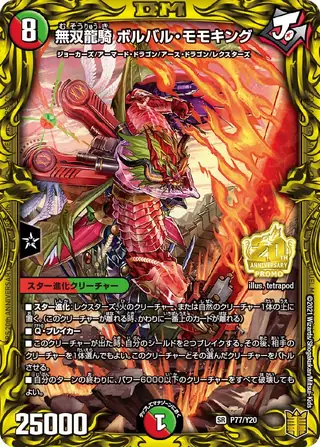 DM
8
む そうりゅう き
無双龍騎 ボルバル・モモキング
ジョーカーズ/アーマード・ドラゴン/アース・ドラゴン/レクスターズ
J
20th
ANNIVERSARY
PROMO
illus. tetrapod
スター進化クリーチャー
■スター進化:レクスターズ、火のクリーチャー、または自然のクリーチャー1体の上に
置く。(このクリーチャーが離れる時、かわりに一番上のカードが離れる)
■Q・ブレイカー
■このクリーチャーが出た時、自分のシールドを2つブレイクする。その後、相手の
クリーチャーを1体選んでもよい。このクリーチャーとその選んだクリーチャーをバトル
させる。
■自分のターンの終わりに、パワー6000以下のクリーチャーをすべて破壊しても
よい。
25000
1
SR P77/Y20